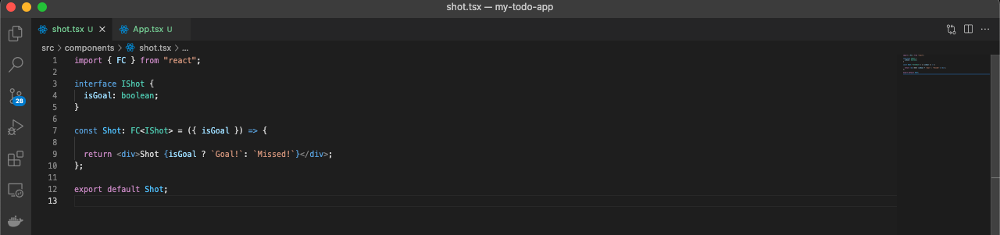 shot.tsx — my-todo-app
shot.tsx U
App.tsx U
src > components > shot.tsx > ...
1 import { FC } from "react";
2
3 interface IShot {
4 isGoal: boolean;
5 }
6
7 const Shot: FC<IShot> = ({ isGoal }) => {
8
9 return <div>Shot {isGoal ? `Goal!`: `Missed!`}</div>;
10 };
11
12 export default Shot;
13
28